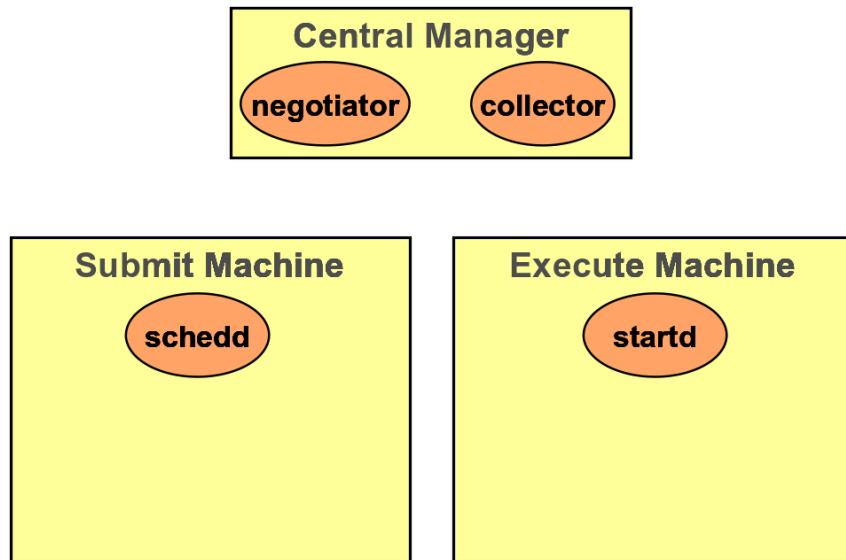 Central Manager
negotiator collector
Submit Machine Execute Machine
schedd startd